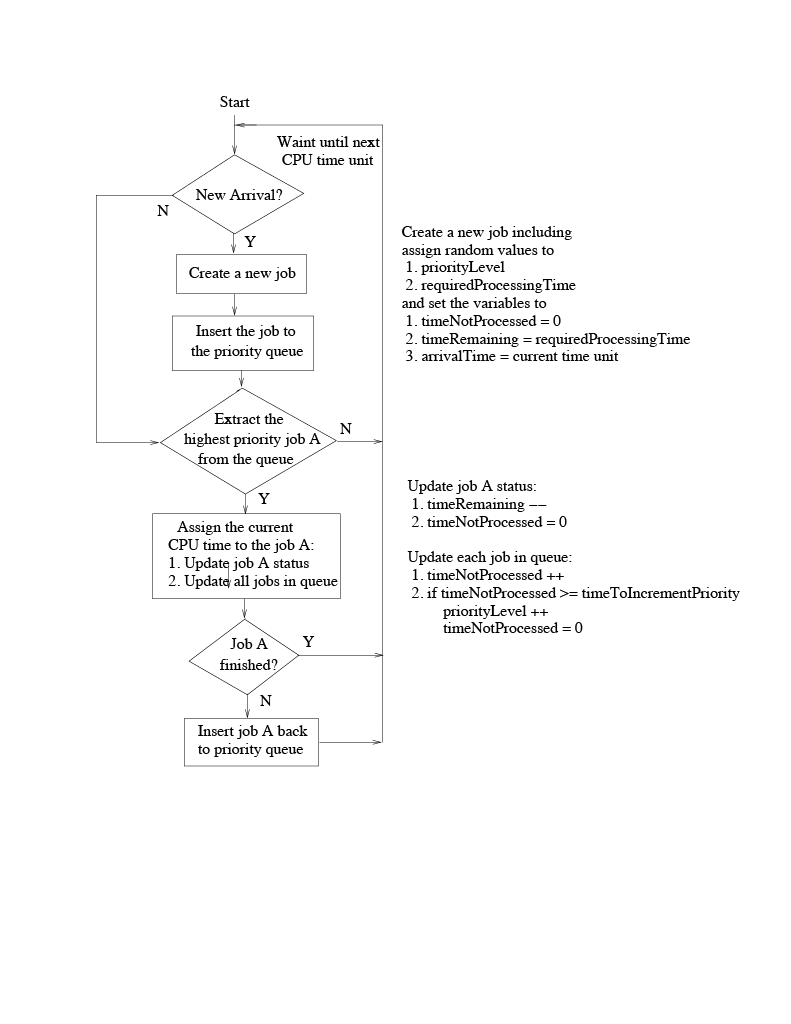 Start
Waint until next
CPU time unit
New Arrival?
N
Y
Create a new job
Insert the job to
the priority queue
Extract the
highest priority job A
from the queue
N
Y
Assign the current
CPU time to the job A:
1. Update job A status
2. Update all jobs in queue
Job A
finished?
Y
N
Insert job A back
to priority queue
Create a new job including
assign random values to
1. priorityLevel
2. requiredProcessingTime
and set the variables to
1. timeNotProcessed = 0
2. timeRemaining = requiredProcessingTime
3. arrivalTime = current time unit
Update job A status:
1. timeRemaining −−
2. timeNotProcessed = 0
Update each job in queue:
1. timeNotProcessed ++
2. if timeNotProcessed >= timeToIncrementPriority
priorityLevel ++
timeNotProcessed = 0